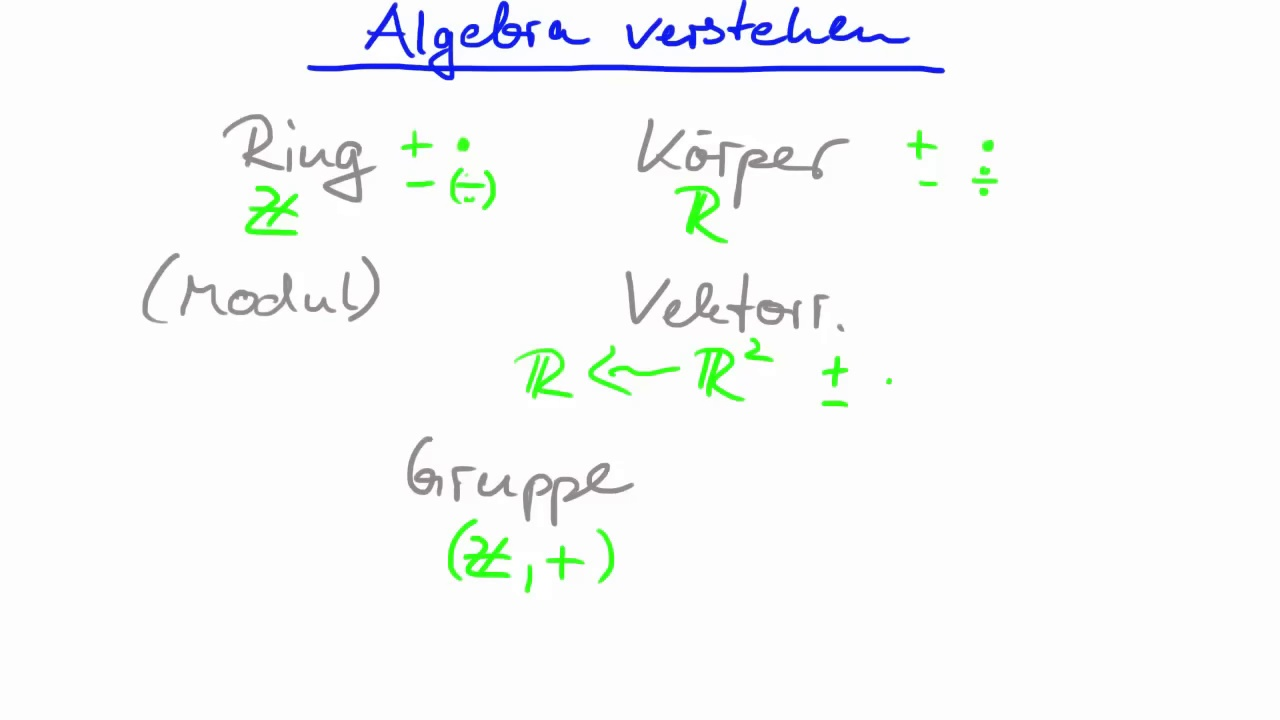 Algebra verstehen
Ring + · Körper + ·
− (÷) − ÷
ℤ ℝ
(Modul) Vektorr.
ℝ ← ℝ² ± ·
Gruppe
(ℤ, +)